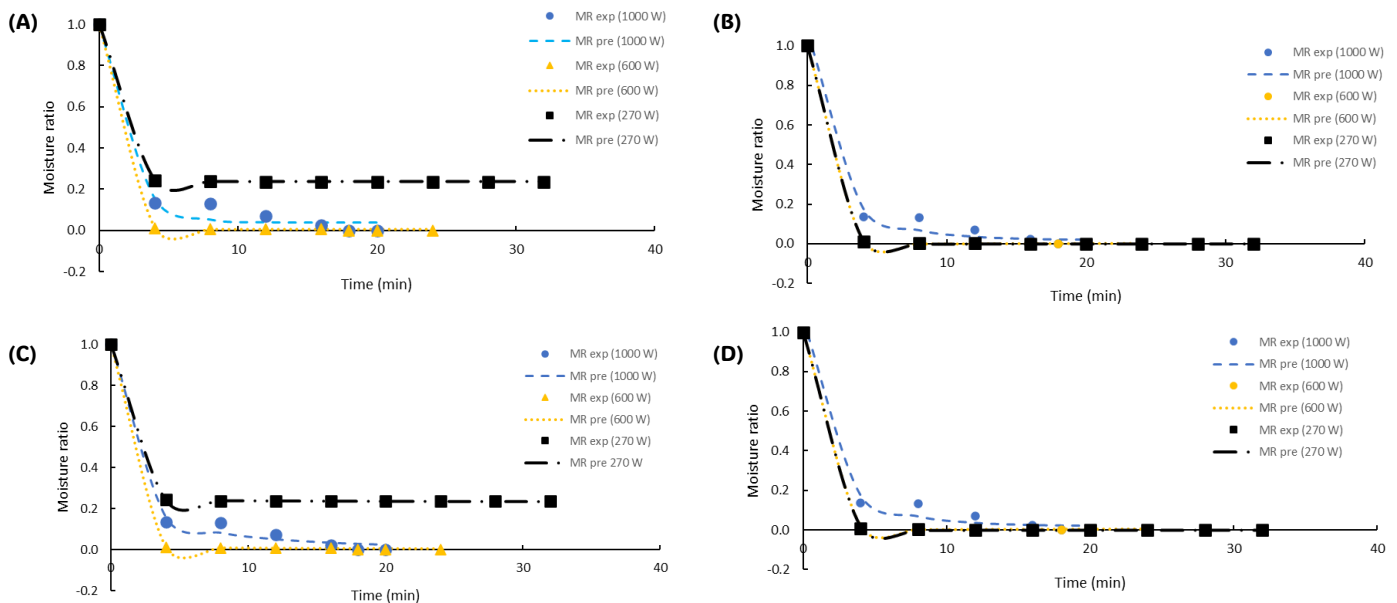 (A)
MR exp (1000 W)
MR pre (1000 W)
MR exp (600 W)
MR pre (600 W)
MR exp (270 W)
MR pre (270 W)
Moisture ratio
1.0
0.8
0.6
0.4
0.2
0.0
-0.2
0
10
20
30
40
Time (min)
(B)
MR exp (1000 W)
MR pre (1000 W)
MR exp (600 W)
MR pre (600 W)
MR exp (270 W)
MR pre (270 W)
Moisture ratio
1.0
0.8
0.6
0.4
0.2
0.0
-0.2
0
10
20
30
40
Time (min)
(C)
MR exp (1000 W)
MR pre (1000 W)
MR exp (600 W)
MR pre (600 W)
MR exp (270 W)
MR pre 270 W
Moisture ratio
1.0
0.8
0.6
0.4
0.2
0.0
-0.2
0
10
20
30
40
Time (min)
(D)
MR exp (1000 W)
MR pre (1000 W)
MR exp (600 W)
MR pre (600 W)
MR exp (270 W)
MR pre (270 W)
Moisture ratio
1.0
0.8
0.6
0.4
0.2
0.0
-0.2
0
10
20
30
40
Time (min)